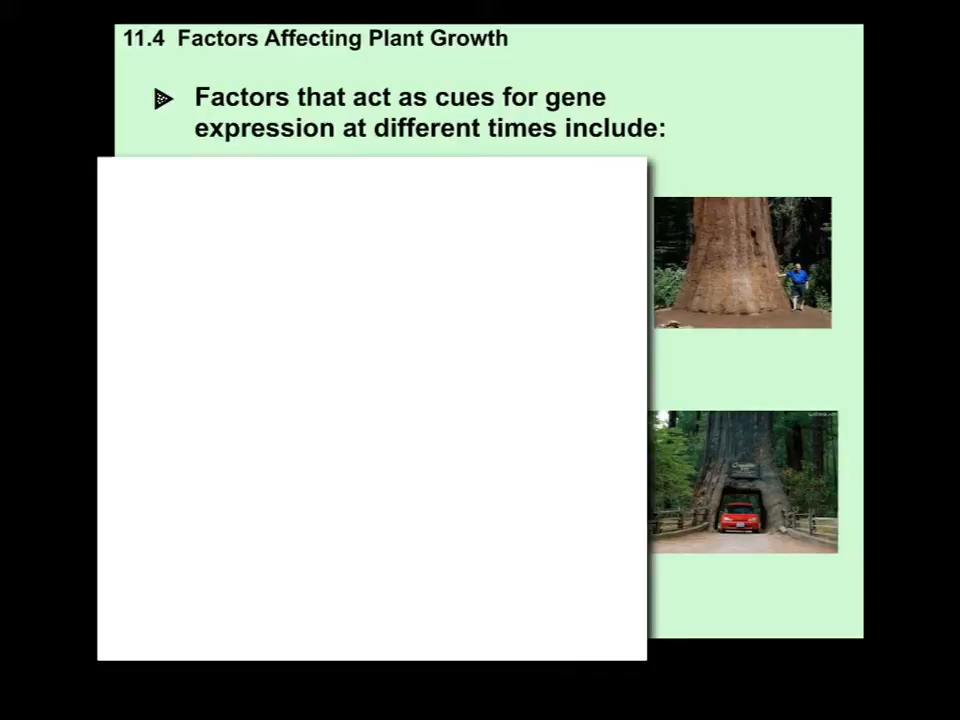 11.4 Factors Affecting Plant Growth
Factors that act as cues for gene
expression at different times include: